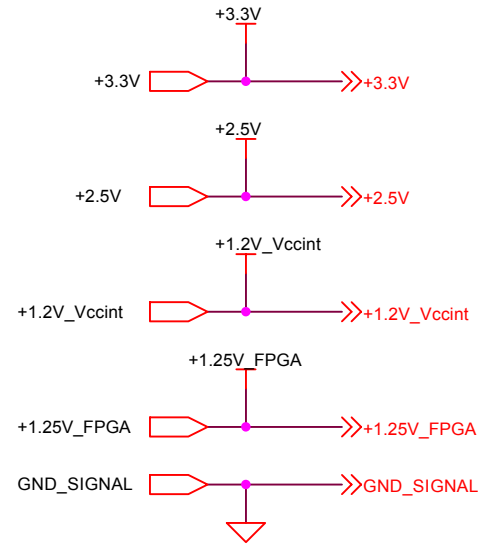 +3.3V
+3.3V +3.3V
+2.5V
+2.5V +2.5V
+1.2V_Vccint
+1.2V_Vccint +1.2V_Vccint
+1.25V_FPGA
+1.25V_FPGA +1.25V_FPGA
GND_SIGNAL GND_SIGNAL